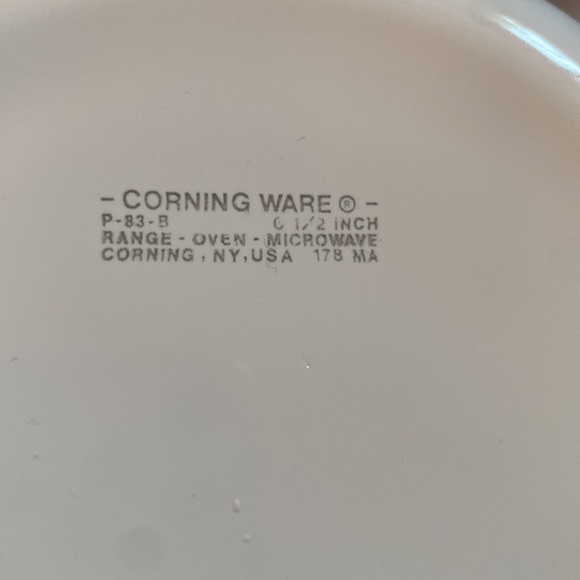 - CORNING WARE ® -
P-83-B 6 1/2 INCH
RANGE - OVEN - MICROWAVE
CORNING, NY, USA 178 MA